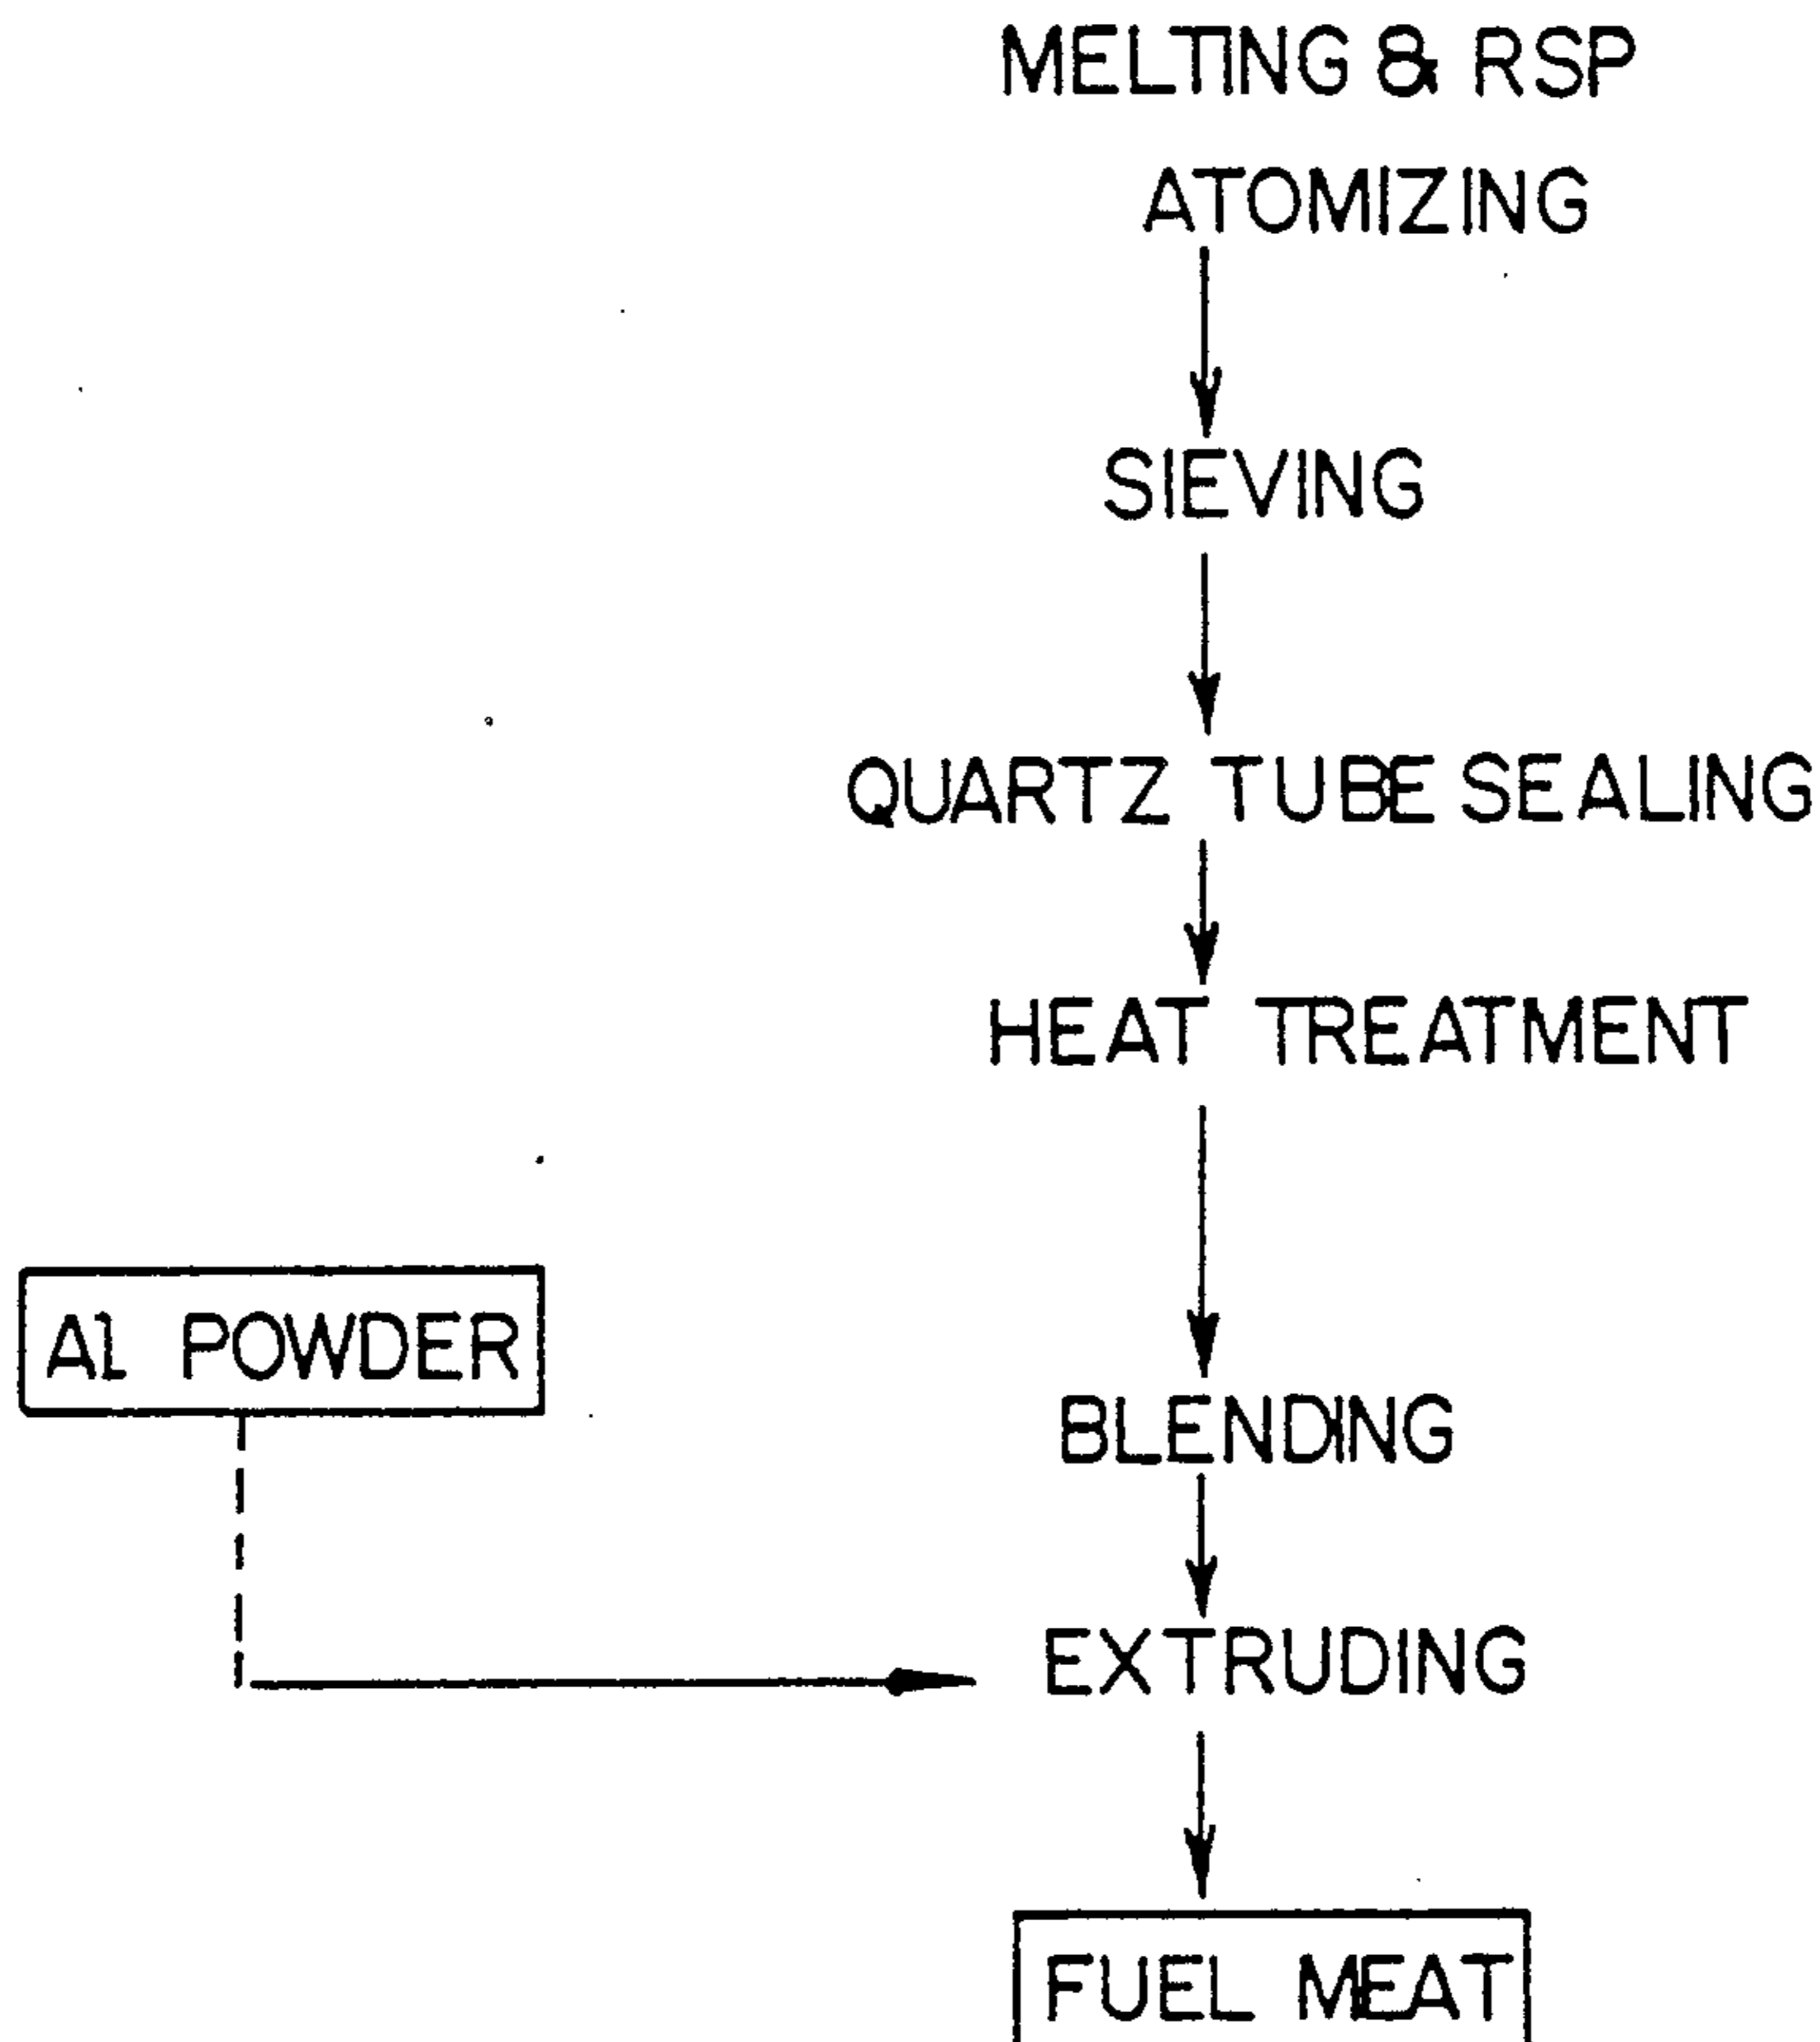 MELTING & RSP
ATOMIZING
SIEVING
QUARTZ TUBE SEALING
HEAT TREATMENT
Al POWDER
BLENDING
EXTRUDING
FUEL MEAT